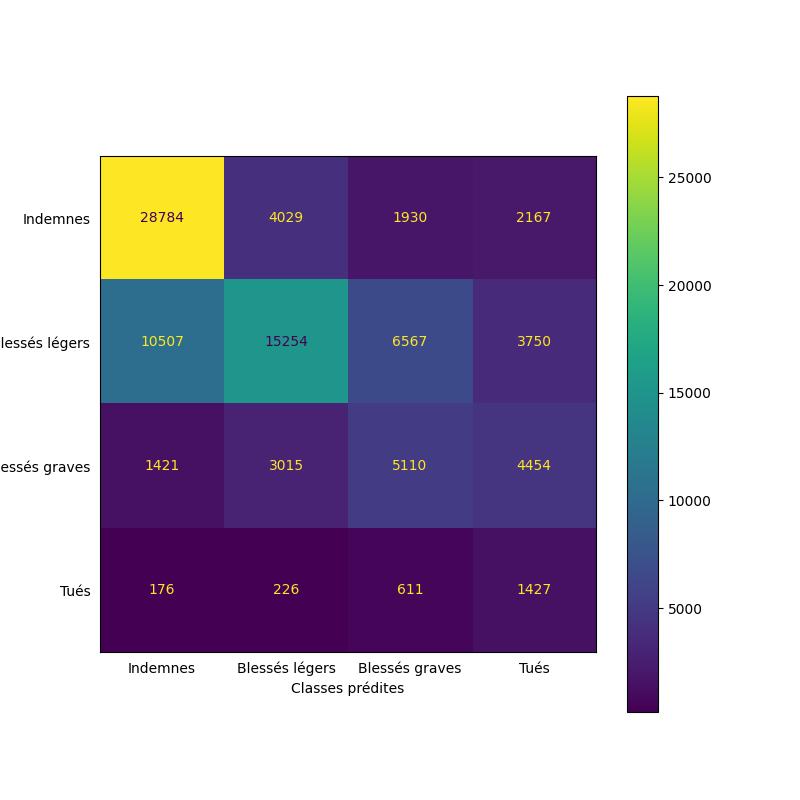 Indemnes 28784 4029 1930 2167
lessés légers 10507 15254 6567 3750
essés graves 1421 3015 5110 4454
Tués 176 226 611 1427
Indemnes Blessés légers Blessés graves Tués
Classes prédites
25000
20000
15000
10000
5000